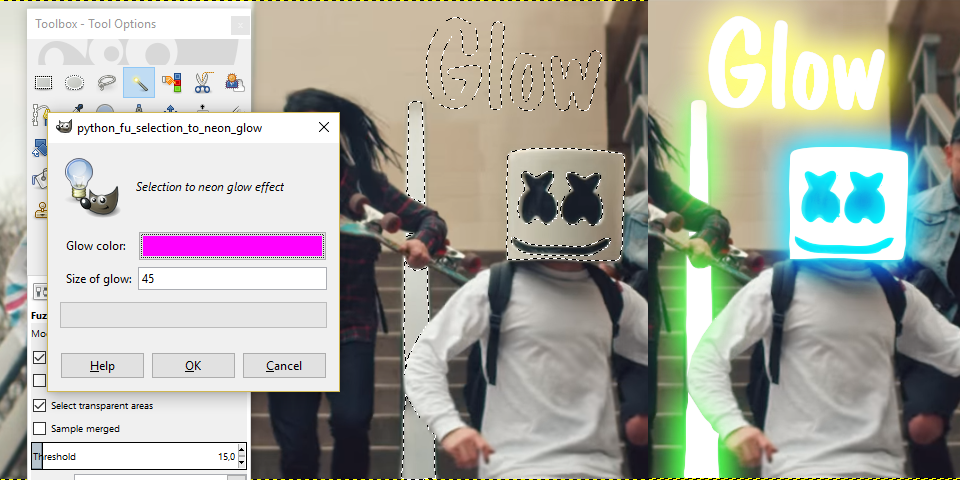 Toolbox - Tool Options
Glow
Glow
python_fu_selection_to_neon_glow
Selection to neon glow effect
Glow color:
Size of glow:
45
Fuz
Mo
Help
OK
Cancel
Select transparent areas
Sample merged
Threshold
15,0